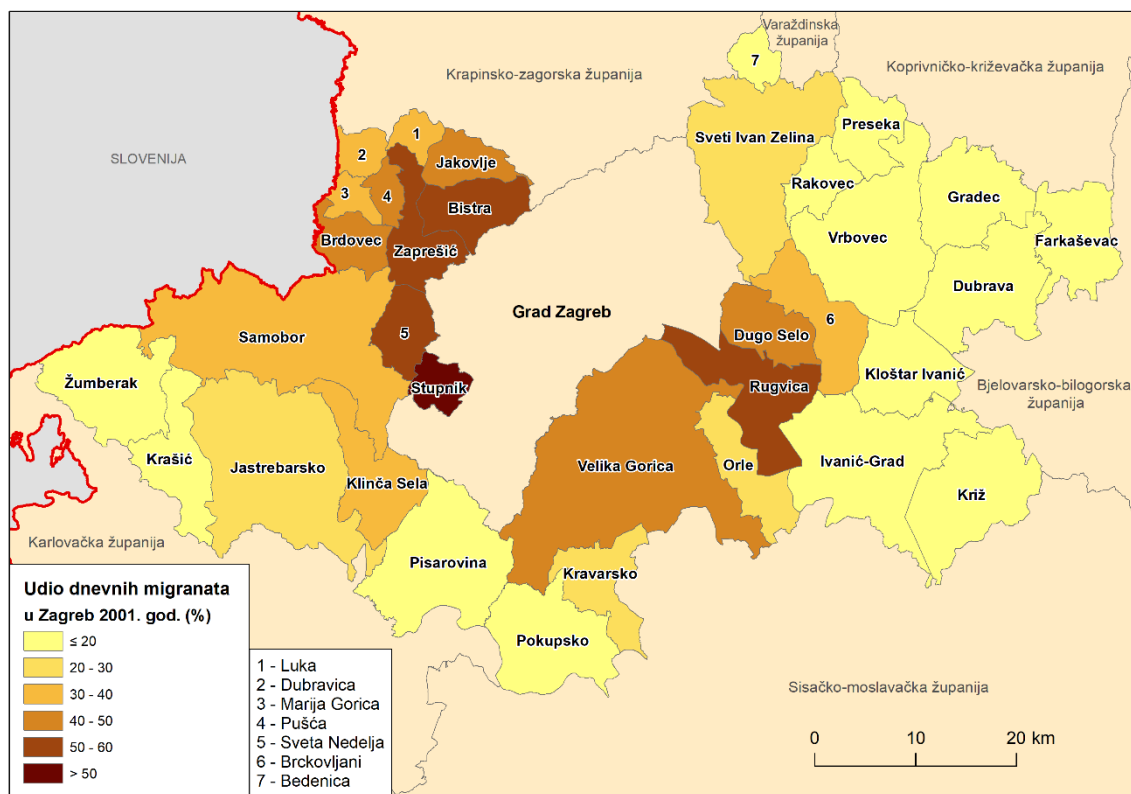 Varaždinska
županija
7
Krapinsko-zagorska županija
Koprivničko-križevačka županija
1
Preseka
SLOVENIJA
2
Jakovlje
Sveti Ivan Zelina
3
4
Rakovec
Gradec
Bistra
Brdovec
Vrbovec
Farkaševac
Zaprešić
Dubrava
Grad Zagreb
6
5
Samobor
Dugo Selo
Žumberak
Stupnik
Rugvica
Kloštar Ivanić
Bjelovarsko-bilogorska
županija
Krašić
Jastrebarsko
Klinča Sela
Velika Gorica
Orle
Ivanić-Grad
Križ
Karlovačka županija
Pisarovina
Kravarsko
Pokupsko
Sisačko-moslavačka županija
Udio dnevnih migranata
u Zagreb 2001. god. (%)
≤ 20
20 - 30
30 - 40
40 - 50
50 - 60
> 50
1 - Luka
2 - Dubravica
3 - Marija Gorica
4 - Pušća
5 - Sveta Nedelja
6 - Brckovljani
7 - Bedenica
0 10 20 km